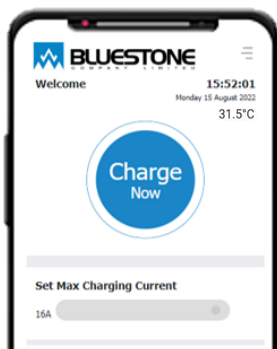 BLUESTONE
COMPANY LIMITED
Welcome
15:52:01
Monday 15 August 2022
31.5°C
Charge
Now
Set Max Charging Current
16A